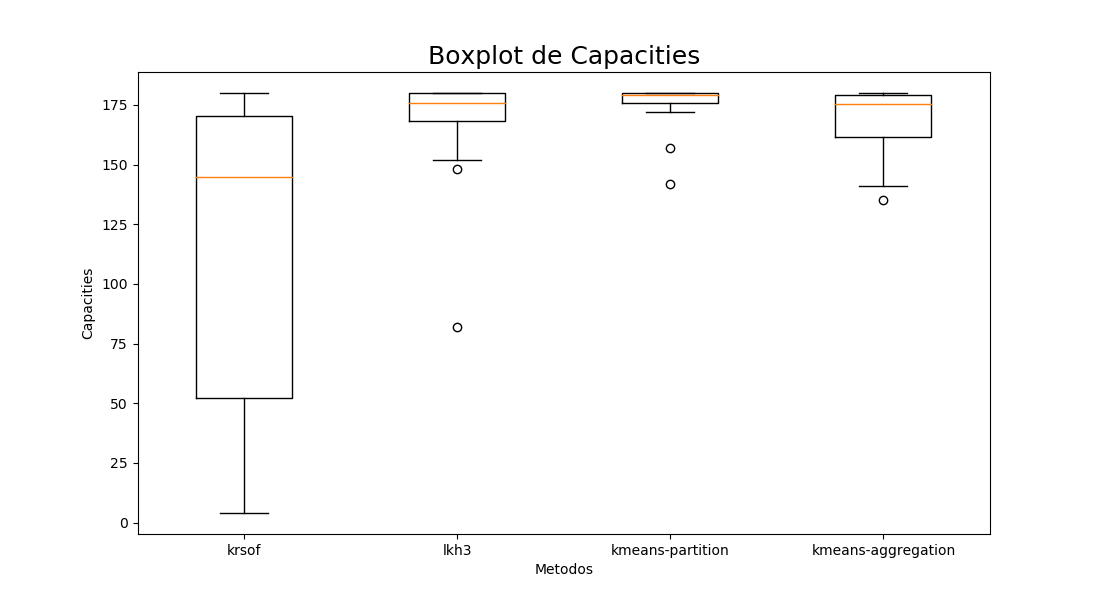 Boxplot de Capacities
Capacities
175
150
125
100
75
50
25
0
krsof lkh3 kmeans-partition kmeans-aggregation
Metodos